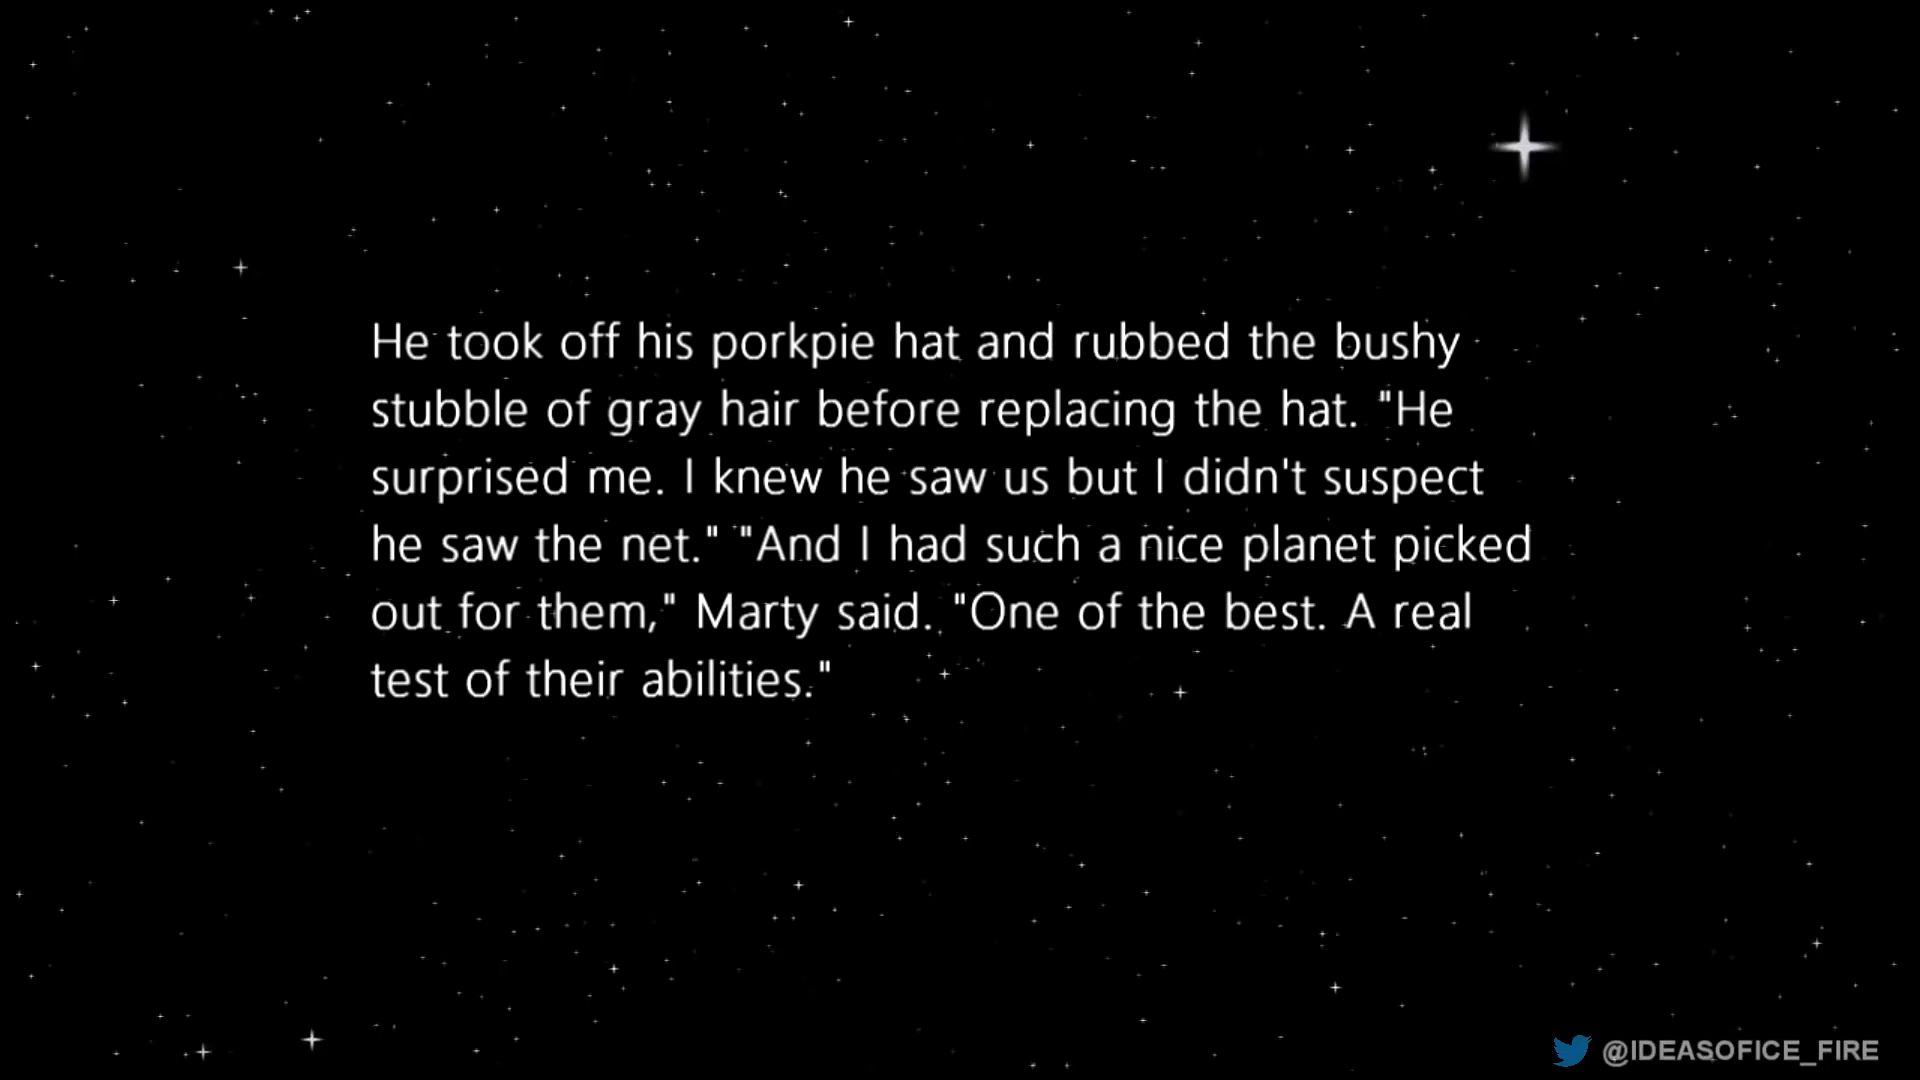 He took off his porkpie hat and rubbed the bushy
stubble of gray hair before replacing the hat. "He
surprised me. I knew he saw us but I didn't suspect
he saw the net." "And I had such a nice planet picked
out for them," Marty said. "One of the best. A real
test of their abilities."
@IDEASOFICE_FIRE